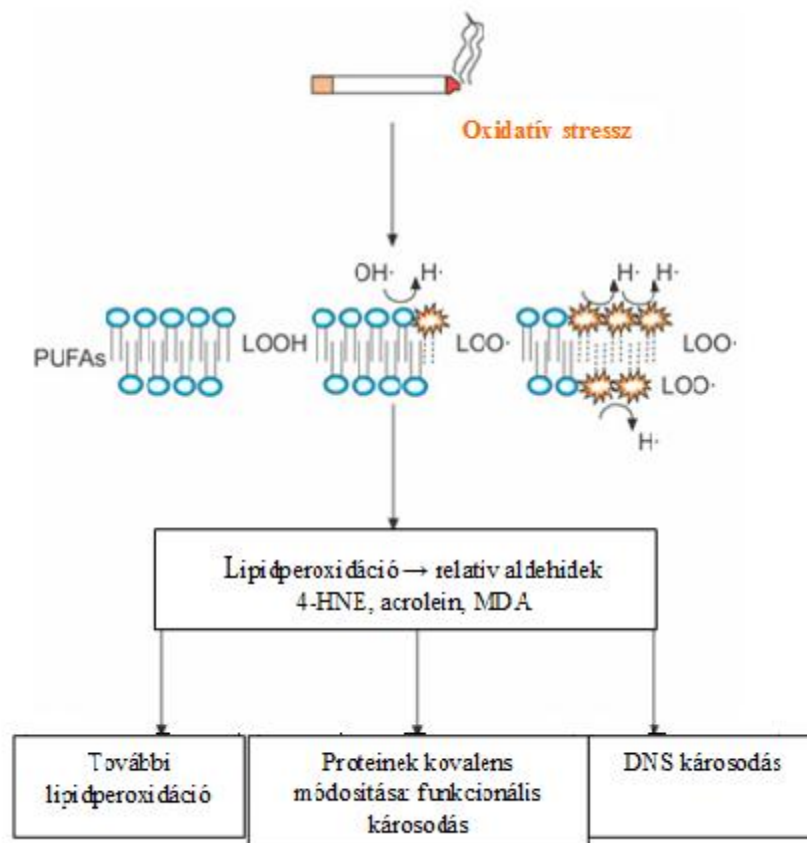 Oxidatív stressz
OH· H· H· H·
PUFAs LOOH LOO· LOO·
LOO·
H·
Lipidperoxidáció → relatív aldehidek
4-HNE, acrolein, MDA
További
lipidperoxidáció
Proteinek kovalens
módosítása: funkcionális
károsodás
DNS károsodás